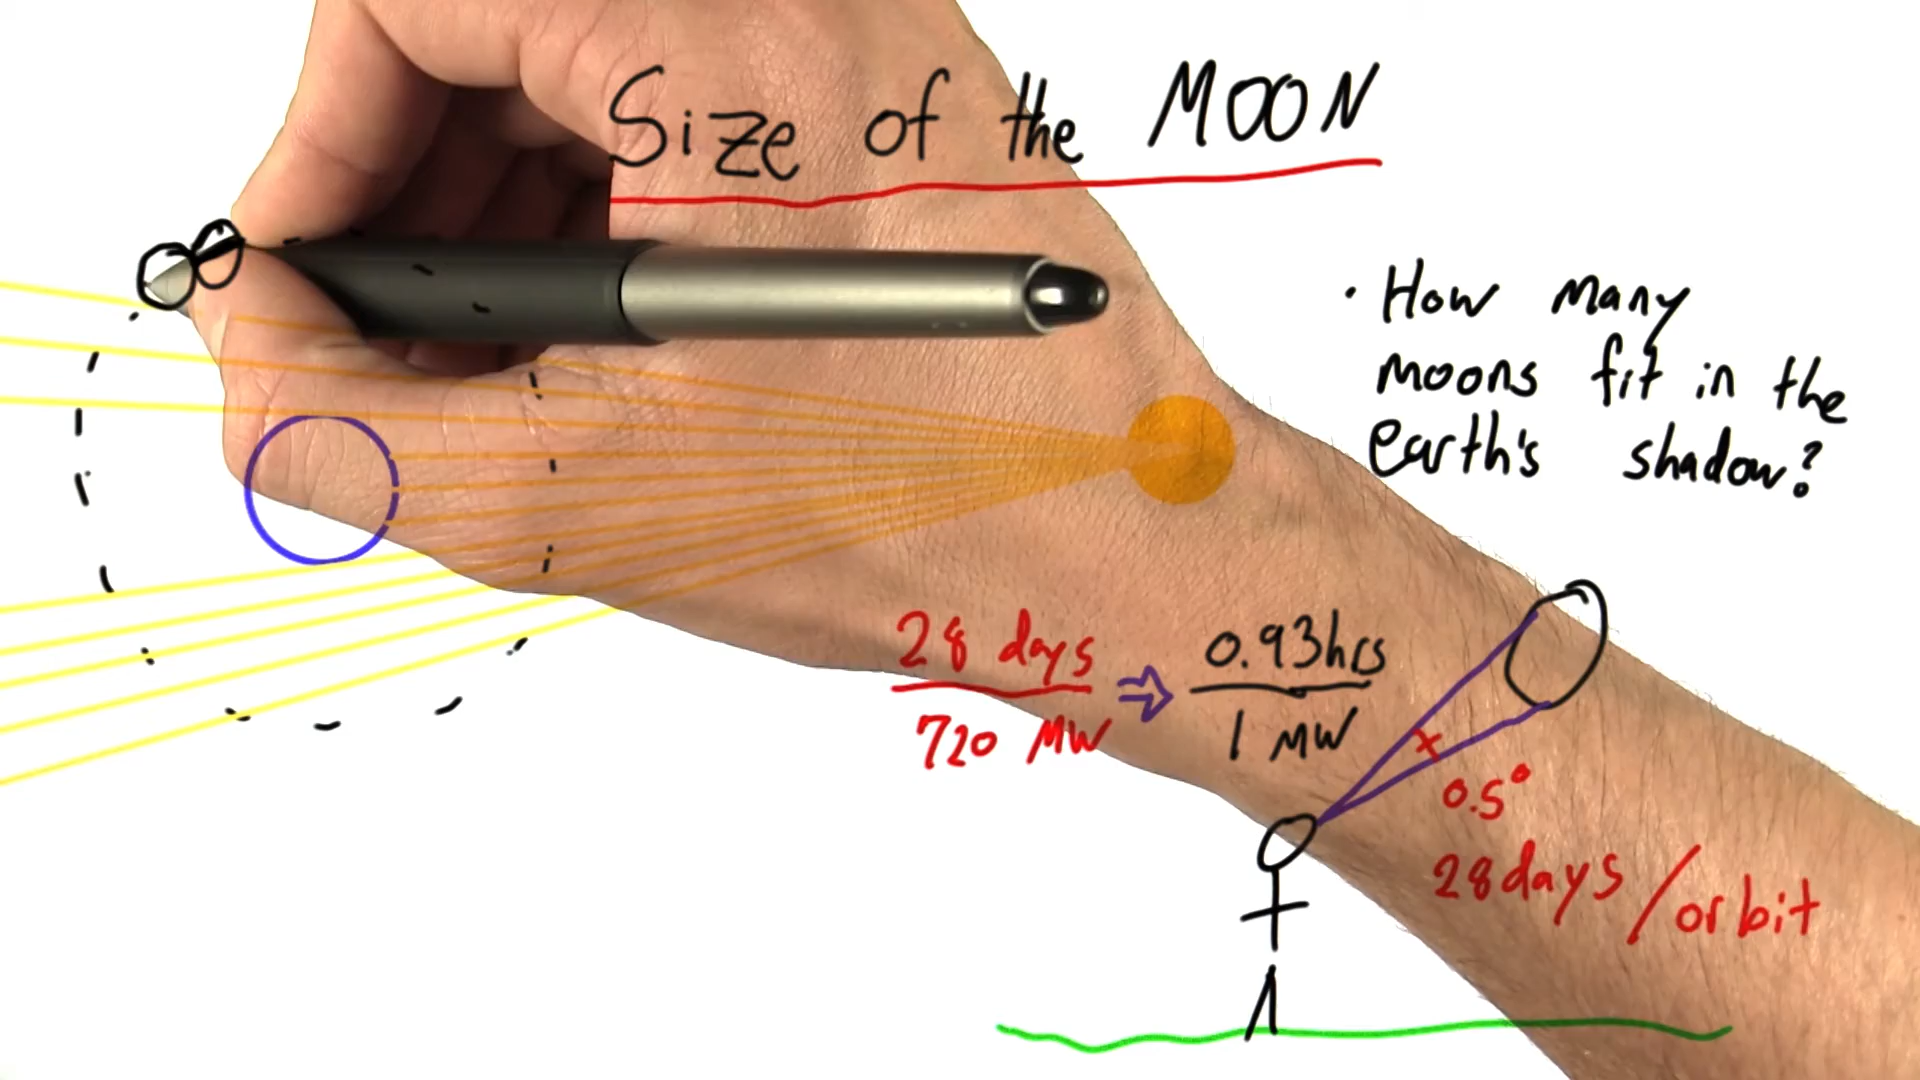 Size of the MOON
• How many
moons fit in the
earth's shadow?
28 days
720 MW
⇒
0.93hrs
1 MW
0.5°
28days/orbit